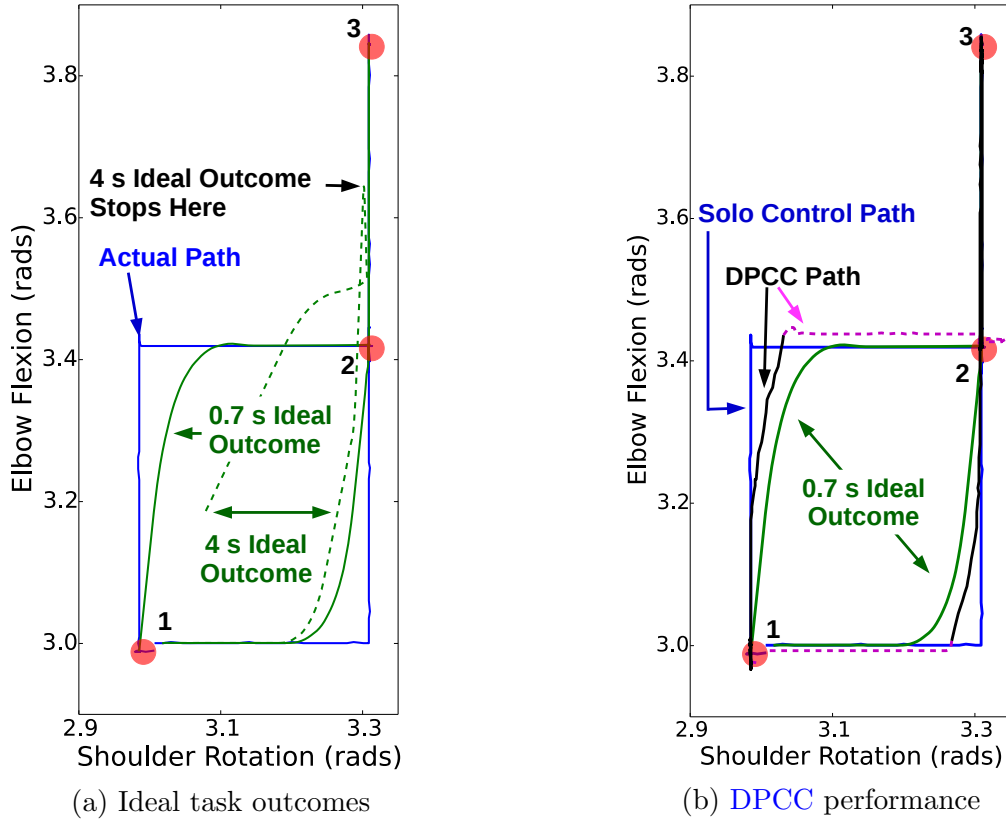 3
3.8
4 s Ideal Outcome
Stops Here
3.6
Actual Path
Elbow Flexion (rads)
3.4
2
0.7 s Ideal
Outcome
3.2
4 s Ideal
Outcome
1
3.0
2.9
3.1
3.3
Shoulder Rotation (rads)
(a) Ideal task outcomes
3
3.8
3.6
Solo Control Path
DPCC Path
Elbow Flexion (rads)
3.4
2
0.7 s Ideal
Outcome
3.2
1
3.0
2.9
3.1
3.3
Shoulder Rotation (rads)
(b) DPCC performance